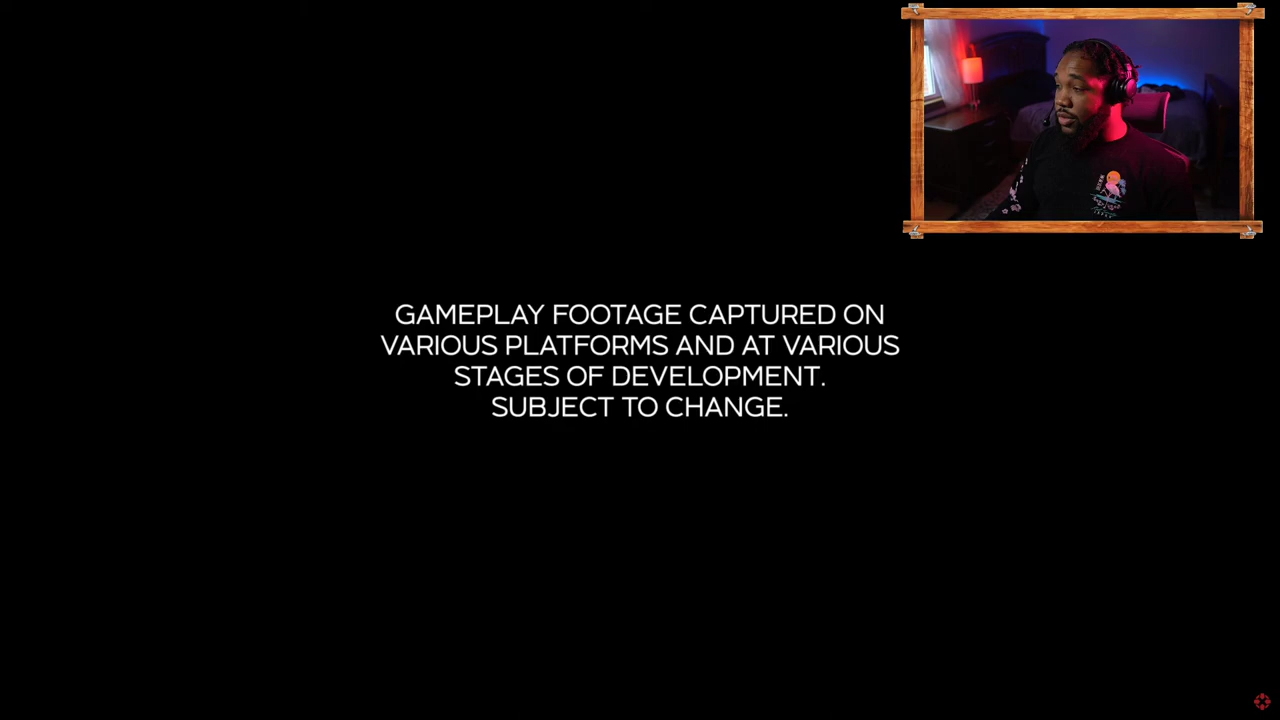 GAMEPLAY FOOTAGE CAPTURED ON
VARIOUS PLATFORMS AND AT VARIOUS
STAGES OF DEVELOPMENT.
SUBJECT TO CHANGE.